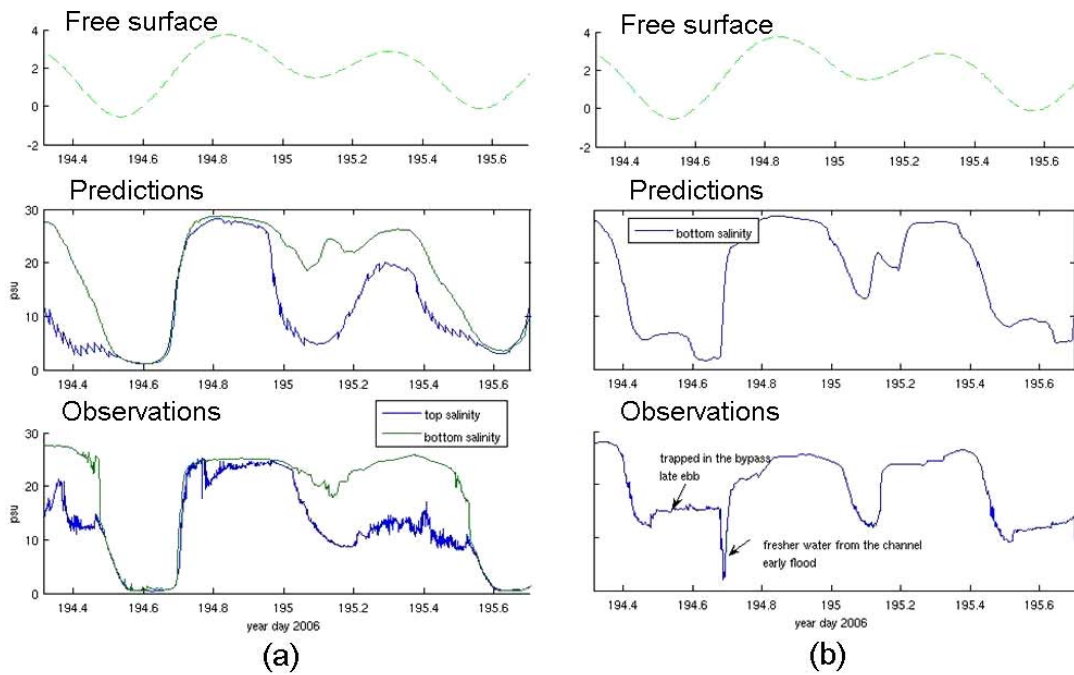 Free surface
4
2
0
-2
194.4 194.6 194.8 195 195.2 195.4 195.6
Predictions
30
20
10
0
psu
194.4 194.6 194.8 195 195.2 195.4 195.6
Observations
top salinity
bottom salinity
30
20
10
0
psu
194.4 194.6 194.8 195 195.2 195.4 195.6
year day 2006
(a)
Free surface
4
2
0
-2
194.4 194.6 194.8 195 195.2 195.4 195.6
Predictions
bottom salinity
194.4 194.6 194.8 195 195.2 195.4 195.6
Observations
trapped in the bypass
late ebb
fresher water from the channel
early flood
194.4 194.6 194.8 195 195.2 195.4 195.6
year day 2006
(b)